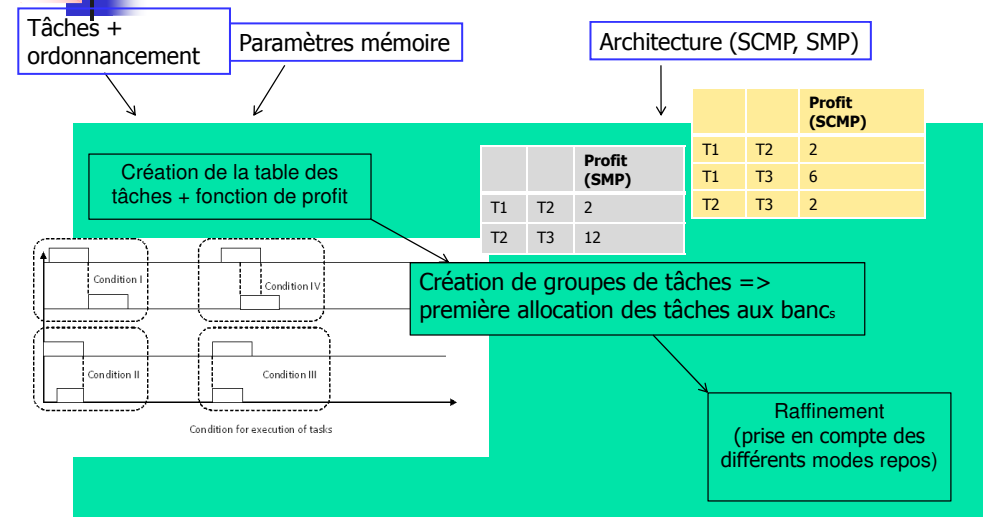 Tâches +
ordonnancement
Paramètres mémoire
Architecture (SCMP, SMP)
Profit
(SCMP)
T1 T2 2
T1 T3 6
T2 T3 2
Profit
(SMP)
T1 T2 2
T2 T3 12
Création de la table des
tâches + fonction de profit
Condition I
Condition IV
Condition II
Condition III
Condition for execution of tasks
Création de groupes de tâches =>
première allocation des tâches aux bancs
Raffinement
(prise en compte des
différents modes repos)